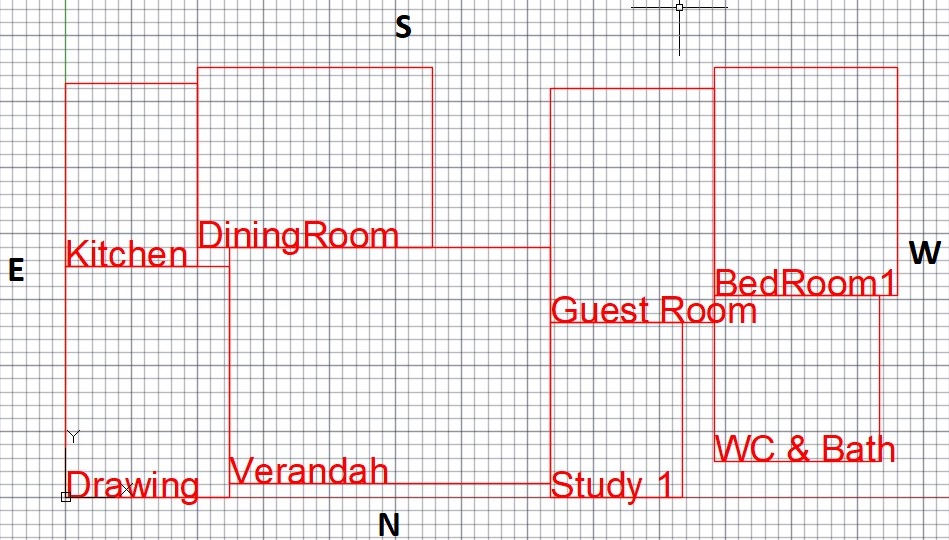 S
DiningRoom
Kitchen
E
W
BedRoom1
Guest Room
WC & Bath
Verandah
Drawing
Study 1
N
Y
X